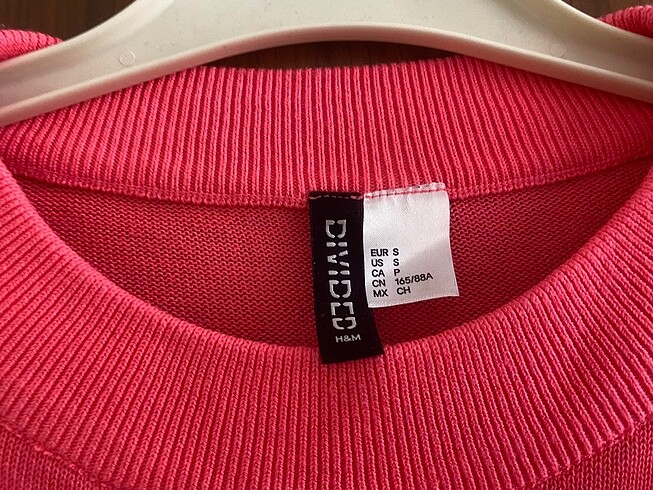 DIVIDED
H&M
EUR S
US S
CA P
CN 165/88A
MX CH